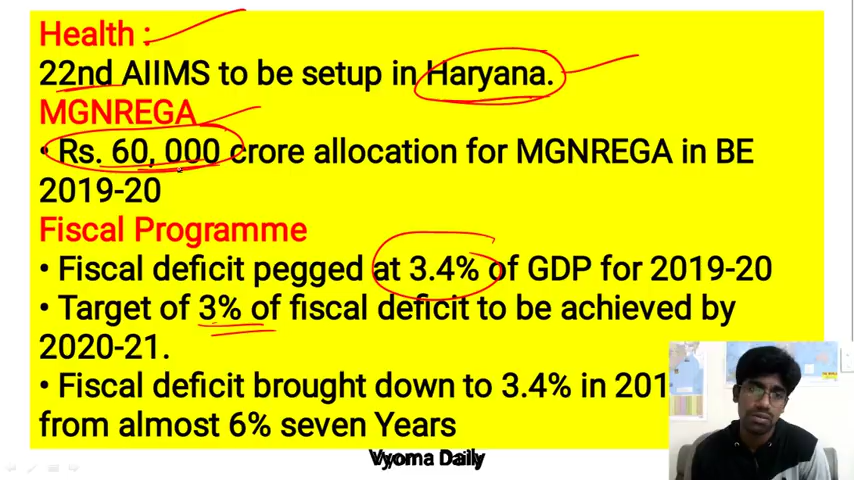 Health :
22nd AIIMS to be setup in Haryana.
MGNREGA
• Rs. 60, 000 crore allocation for MGNREGA in BE
2019-20
Fiscal Programme
• Fiscal deficit pegged at 3.4% of GDP for 2019-20
• Target of 3% of fiscal deficit to be achieved by
2020-21.
• Fiscal deficit brought down to 3.4% in
from almost 6% seven Years
Vyoma Daily